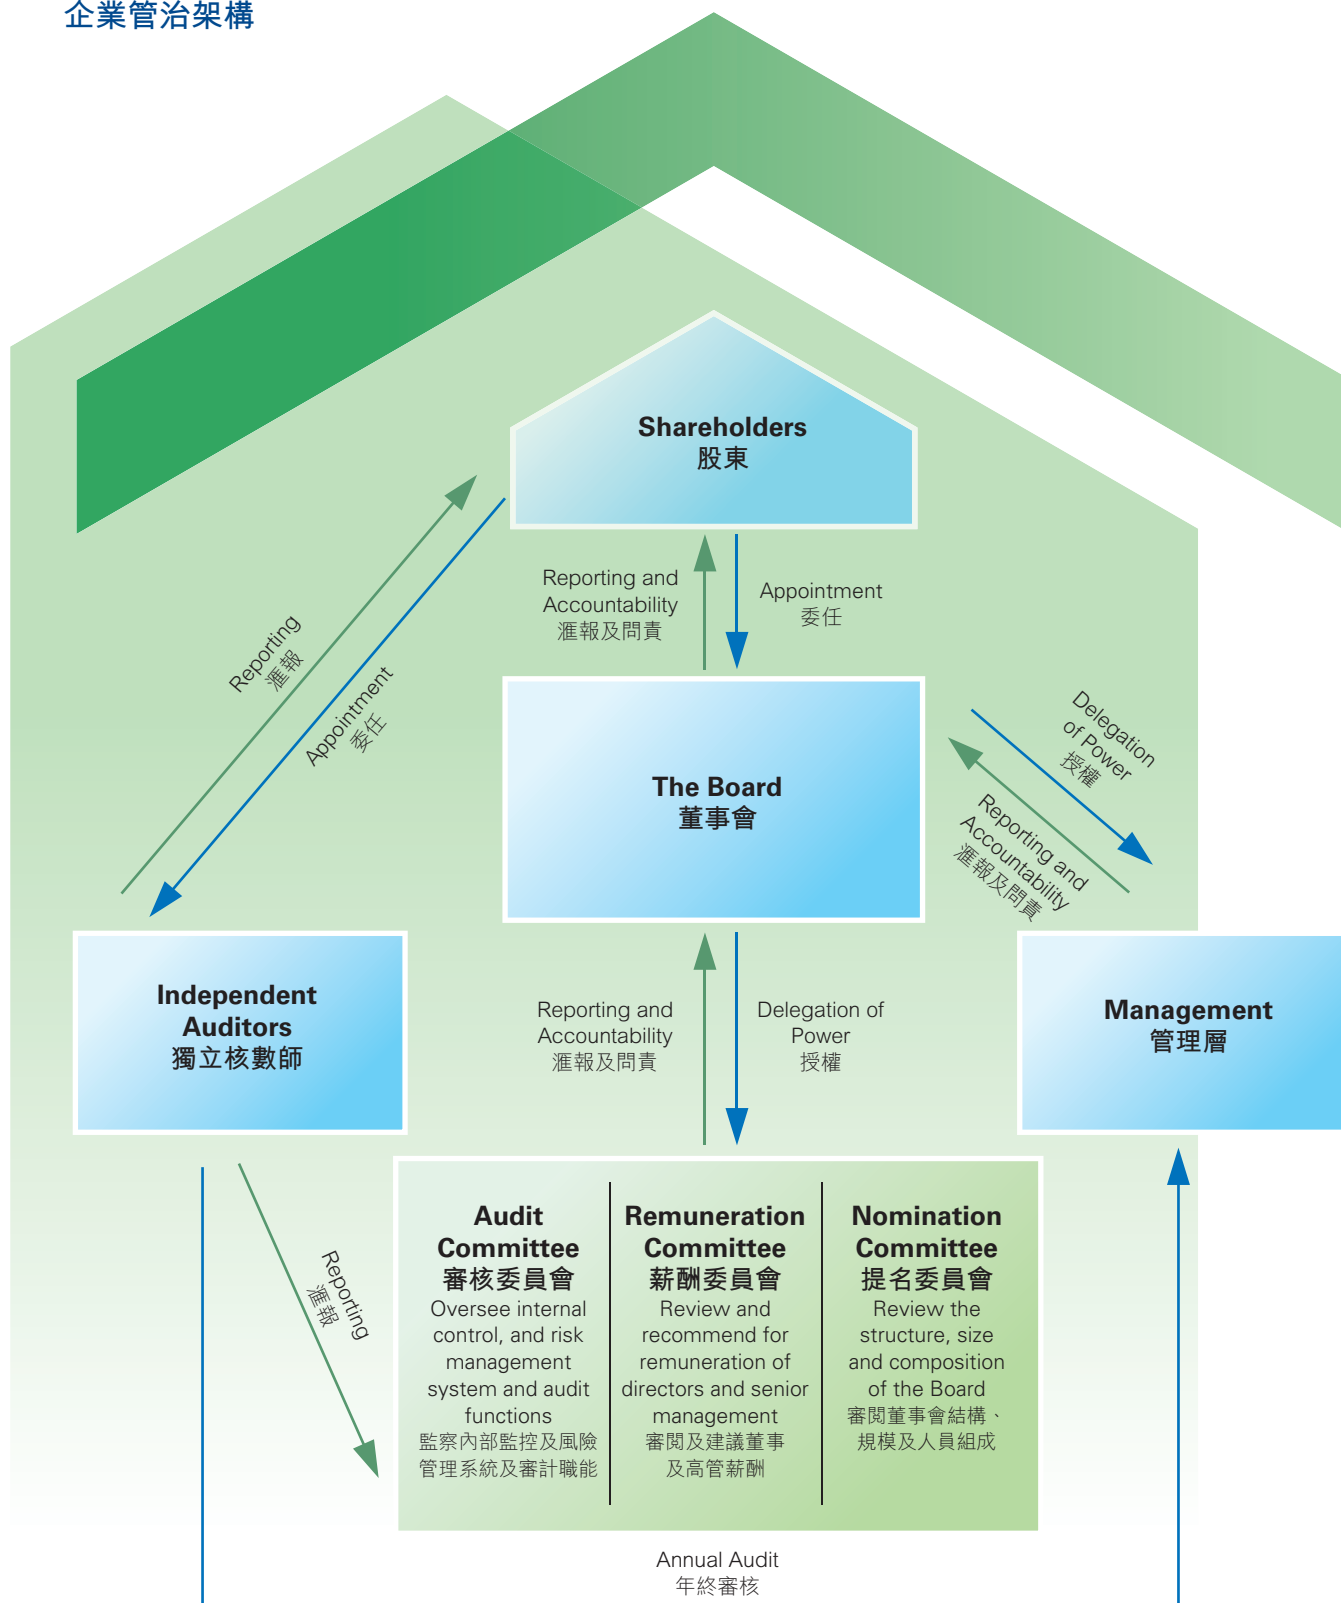 企業管治架構
Shareholders
股東
Reporting and
Accountability
滙報及問責
Appointment
委任
Reporting
滙報
Appointment
委任
The Board
董事會
Delegation
of Power
授權
Reporting and
Accountability
滙報及問責
Independent
Auditors
獨立核數師
Reporting and
Accountability
滙報及問責
Delegation of
Power
授權
Management
管理層
Reporting
滙報
Audit
Committee
審核委員會
Oversee internal
control, and risk
management
system and audit
functions
監察內部監控及風險
管理系統及審計職能
Remuneration
Committee
薪酬委員會
Review and
recommend for
remuneration of
directors and senior
management
審閱及建議董事
及高管薪酬
Nomination
Committee
提名委員會
Review the
structure, size
and composition
of the Board
審閱董事會結構、
規模及人員組成
Annual Audit
年終審核